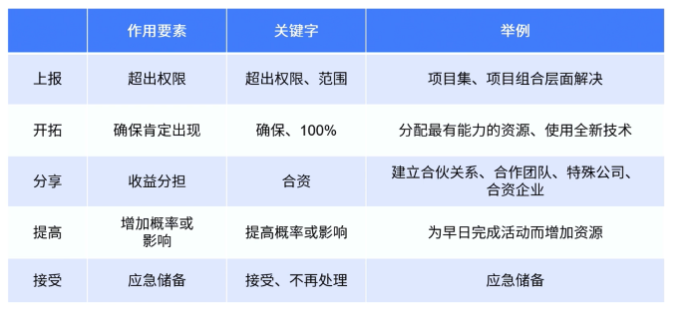 作用要素 关键字 举例
上报 超出权限 超出权限、范围 项目集、项目组合层面解决
开拓 确保肯定出现 确保、100% 分配最有能力的资源、使用全新技术
分享 收益分担 合资 建立合伙关系、合作团队、特殊公司、
合资企业
提高 增加概率或
影响 提高概率或影响 为早日完成活动而增加资源
接受 应急储备 接受、不再处理 应急储备